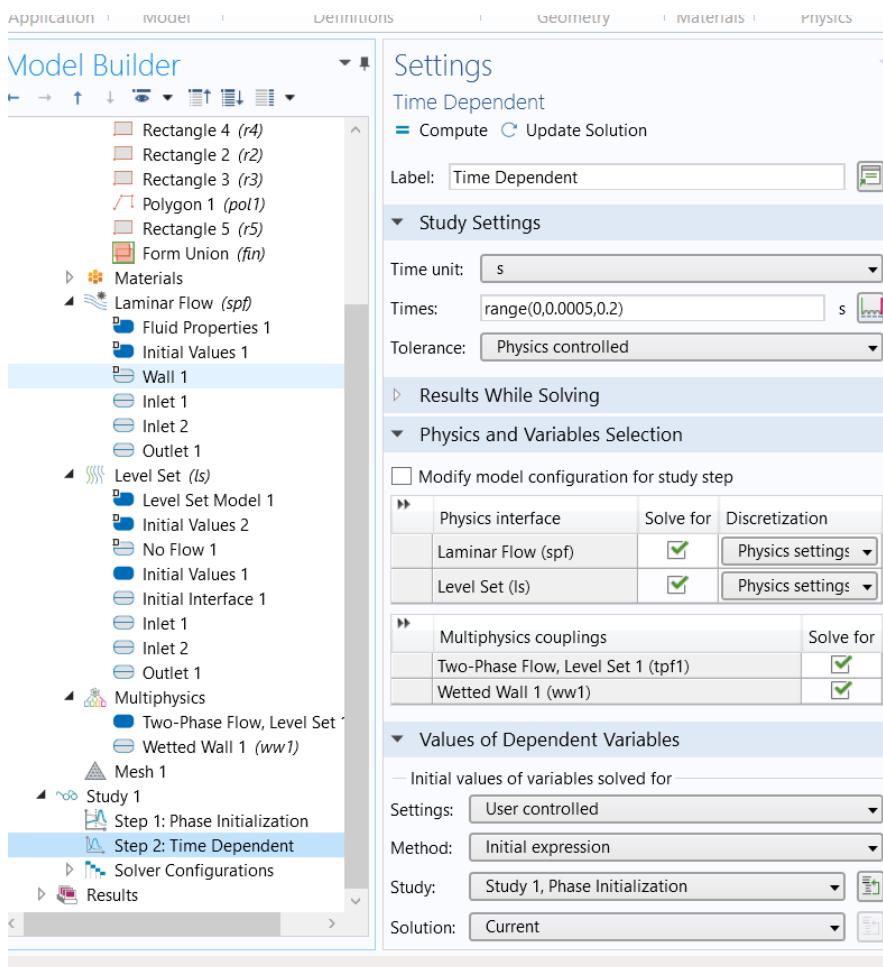 Application Model Definitions Geometry Materials Physics
Model Builder
Rectangle 4 (r4)
Rectangle 2 (r2)
Rectangle 3 (r3)
Polygon 1 (pol1)
Rectangle 5 (r5)
Form Union (fin)
Materials
Laminar Flow (spf)
Fluid Properties 1
Initial Values 1
Wall 1
Inlet 1
Inlet 2
Outlet 1
Level Set (ls)
Level Set Model 1
Initial Values 2
No Flow 1
Initial Values 1
Initial Interface 1
Inlet 1
Inlet 2
Outlet 1
Multiphysics
Two-Phase Flow, Level Set
Wetted Wall 1 (ww1)
Mesh 1
Study 1
Step 1: Phase Initialization
Step 2: Time Dependent
Solver Configurations
Results
Settings
Time Dependent
= Compute Update Solution
Label: Time Dependent
Study Settings
Time unit: s
Times: range(0,0.0005,0.2) s
Tolerance: Physics controlled
Results While Solving
Physics and Variables Selection
Modify model configuration for study step
Physics interface Solve for Discretization
Laminar Flow (spf) Physics settings
Level Set (ls) Physics settings
Multiphysics couplings Solve for
Two-Phase Flow, Level Set 1 (tpf1)
Wetted Wall 1 (ww1)
Values of Dependent Variables
Initial values of variables solved for
Settings: User controlled
Method: Initial expression
Study: Study 1, Phase Initialization
Solution: Current